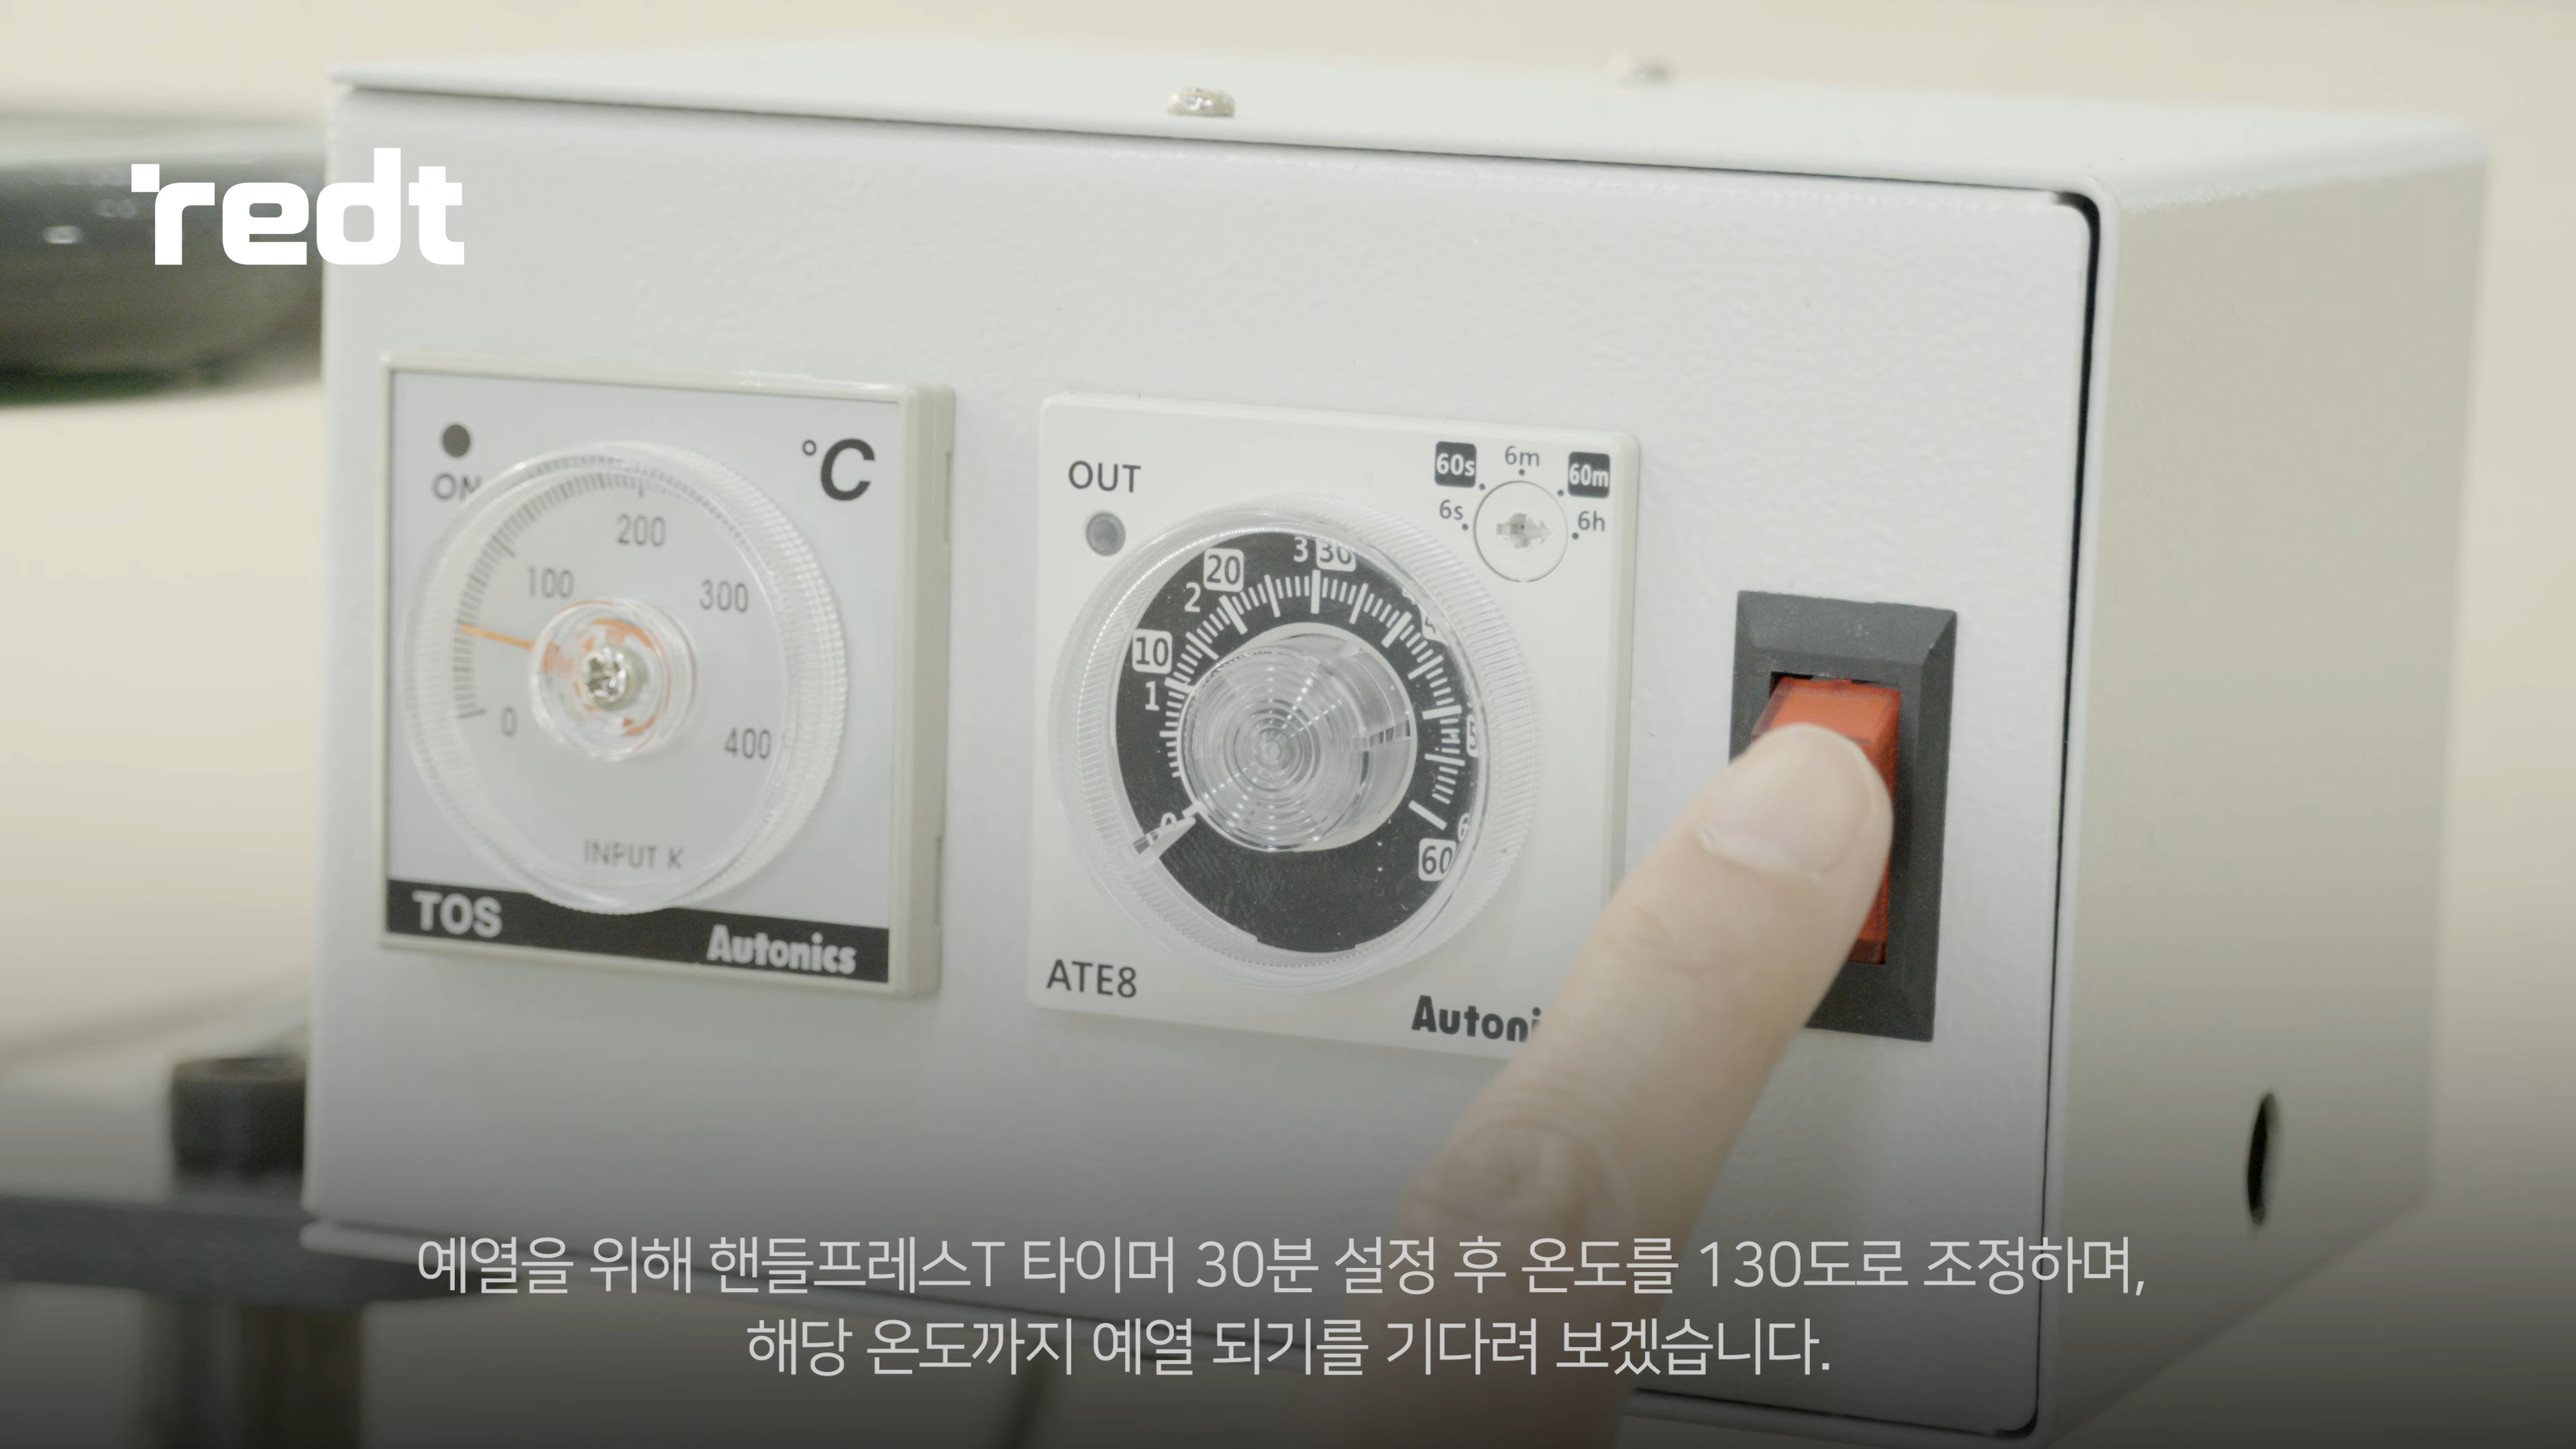 redt
ON
°C
0
100
200
300
400
INPUT K
TOS
Autonics
OUT
6s
60s
6m
60m
6h
0
1
10
2
20
3
30
60
ATE8
예열을 위해 핸들프레스T 타이머 30분 설정 후 온도를 130도로 조정하며,
해당 온도까지 예열 되기를 기다려 보겠습니다.